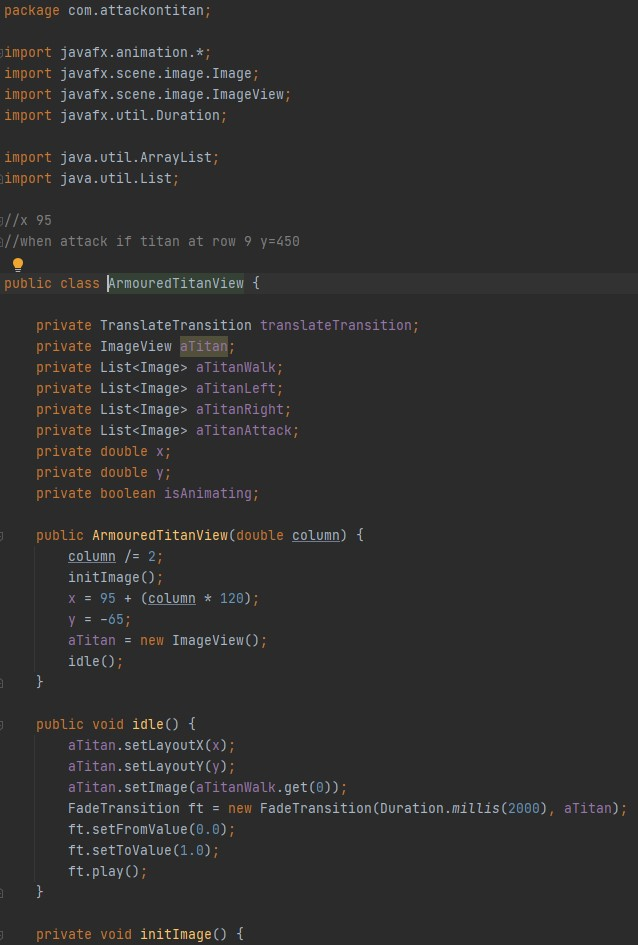 package com.attackontitan;
import javafx.animation.*;
import javafx.scene.image.Image;
import javafx.scene.image.ImageView;
import javafx.util.Duration;
import java.util.ArrayList;
import java.util.List;
//x 95
//when attack if titan at row 9 y=450
public class ArmouredTitanView {
    private TranslateTransition translateTransition;
    private ImageView aTitan;
    private List<Image> aTitanWalk;
    private List<Image> aTitanLeft;
    private List<Image> aTitanRight;
    private List<Image> aTitanAttack;
    private double x;
    private double y;
    private boolean isAnimating;
    public ArmouredTitanView(double column) {
        column /= 2;
        initImage();
        x = 95 + (column * 120);
        y = -65;
        aTitan = new ImageView();
        idle();
    }
    public void idle() {
        aTitan.setLayoutX(x);
        aTitan.setLayoutY(y);
        aTitan.setImage(aTitanWalk.get(0));
        FadeTransition ft = new FadeTransition(Duration.millis(2000), aTitan);
        ft.setFromValue(0.0);
        ft.setToValue(1.0);
        ft.play();
    }
    private void initImage() {